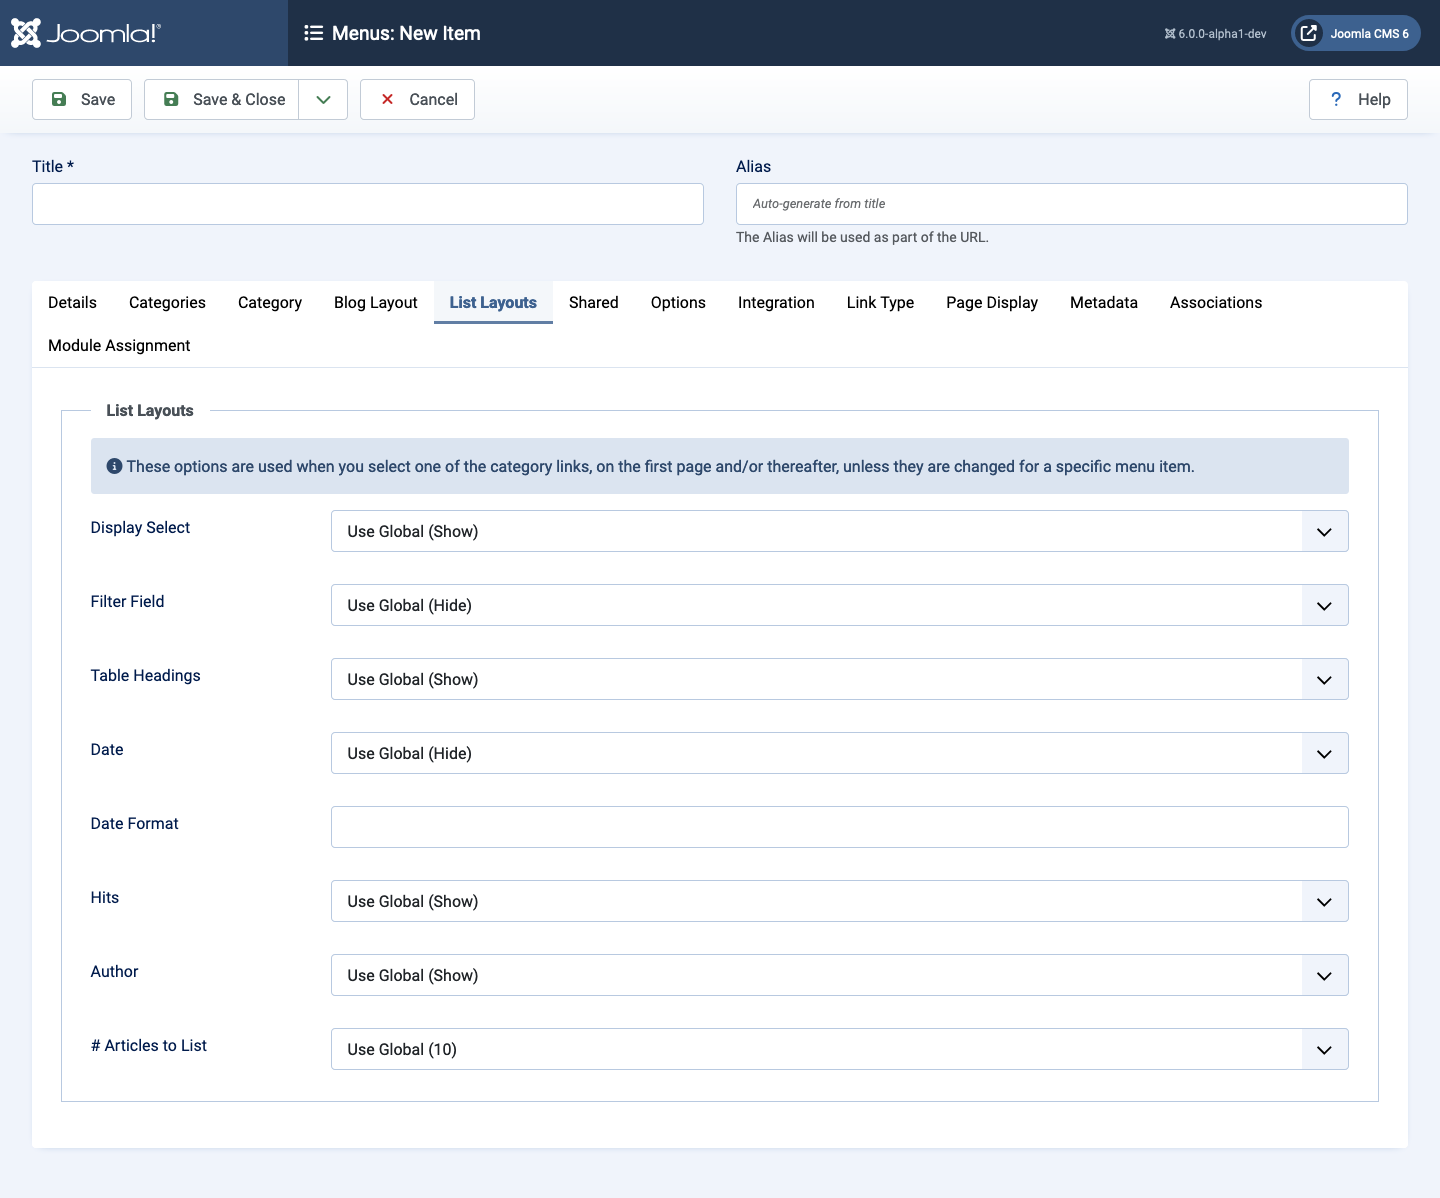 Joomla!®
Menus: New Item
6.0.0-alpha1-dev
Joomla CMS 6
Save
Save & Close
Cancel
? Help
Title *
Alias
Auto-generate from title
The Alias will be used as part of the URL.
Details Categories Category Blog Layout List Layouts Shared Options Integration Link Type Page Display Metadata Associations
Module Assignment
List Layouts
These options are used when you select one of the category links, on the first page and/or thereafter, unless they are changed for a specific menu item.
Display Select
Use Global (Show)
Filter Field
Use Global (Hide)
Table Headings
Use Global (Show)
Date
Use Global (Hide)
Date Format
Hits
Use Global (Show)
Author
Use Global (Show)
# Articles to List
Use Global (10)